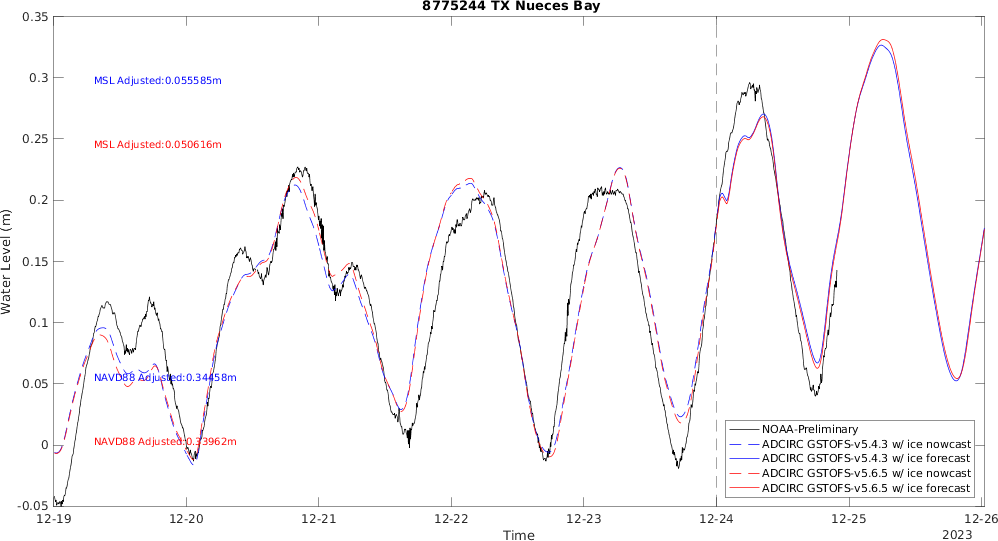 8775244 TX Nueces Bay
0.35
0.3
0.25
0.2
0.15
0.1
0.05
0
-0.05
Water Level (m)
MSL Adjusted:0.055585m
MSL Adjusted:0.050616m
NAVD88 Adjusted:0.34458m
NAVD88 Adjusted:0.33962m
NOAA-Preliminary
ADCIRC GSTOFS-v5.4.3 w/ ice nowcast
ADCIRC GSTOFS-v5.4.3 w/ ice forecast
ADCIRC GSTOFS-v5.6.5 w/ ice nowcast
ADCIRC GSTOFS-v5.6.5 w/ ice forecast
12-19 12-20 12-21 12-22 12-23 12-24 12-25 12-26
Time
2023